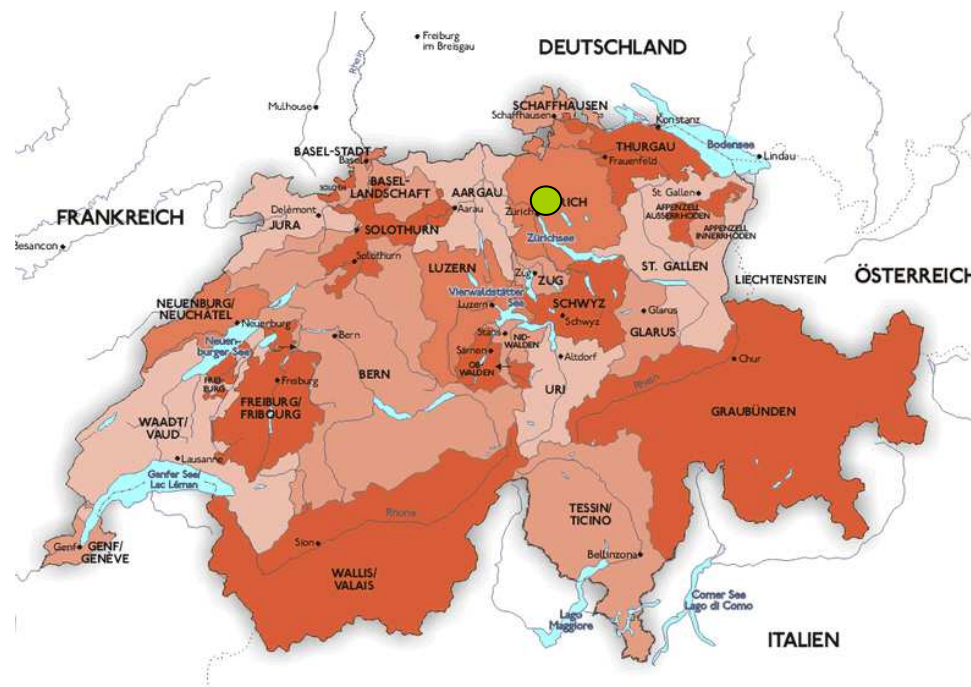 Freiburg
im Breisgau
DEUTSCHLAND
Rhein
Mulhouse
SCHAFFHAUSEN
Schaffhausen
Konstanz
Bodensee
Lindau
THURGAU
Frauenfeld
BASEL-STADT
Basel
BASEL-
LANDSCHAFT
AARGAU
Aarau
RICH
Zürich
Zürichsee
St Gallen
APPENZELL
AUSSERRHODEN
APPENZELL
INNERRHODEN
FRANKREICH
Besancon
Delémont
JURA
SOLOTHURN
Solothurn
LUZERN
Vierwaldstätter
See
Luzern
Zug
ZUG
ST. GALLEN
LIECHTENSTEIN
ÖSTERREICH
SCHWYZ
Schwyz
Glarus
GLARUS
NEUENBURG/
NEUCHÂTEL
Neuenburg
Neuen-
burger See
Bern
BERN
Stans
NID-
WALDEN
Sarnen
OB-
WALDEN
Altdorf
URI
Rhein
Chur
GRAUBÜNDEN
FREI-
BURG
Freiburg
FREIBURG/
FRIBOURG
WAADT/
VAUD
Lausanne
Genfer See/
Lac Léman
Genf
GENF/
GENÈVE
Rhone
Sion
WALLIS/
VALAIS
TESSIN/
TICINO
Bellinzona
Lago
Maggiore
Comer See
Lago di Como
ITALIEN